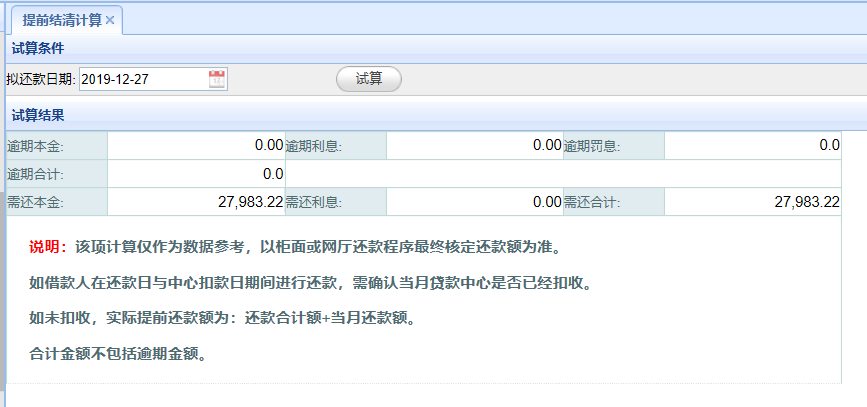 提前结清计算
试算条件
拟还款日期: 2019-12-27 试算
试算结果
逾期本金: 0.00 逾期利息: 0.00 逾期罚息: 0.0
逾期合计: 0.0
需还本金: 27,983.22 需还利息: 0.00 需还合计: 27,983.22
说明：该项计算仅作为数据参考，以柜面或网厅还款程序最终核定还款额为准。
如借款人在还款日与中心扣款日期间进行还款，需确认当月贷款中心是否已经扣收。
如未扣收，实际提前还款额为：还款合计额+当月还款额。
合计金额不包括逾期金额。